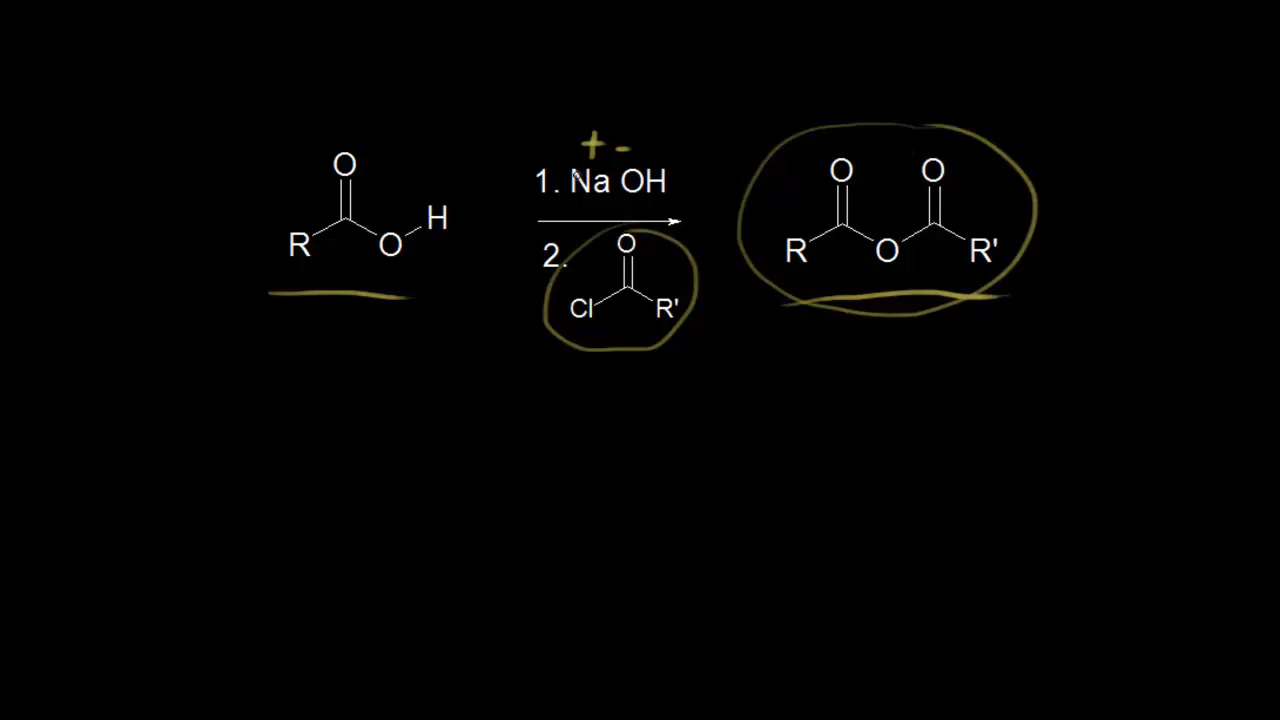 O
R O H
+ -
1. Na OH
2. O
Cl R'
O O
R O R'